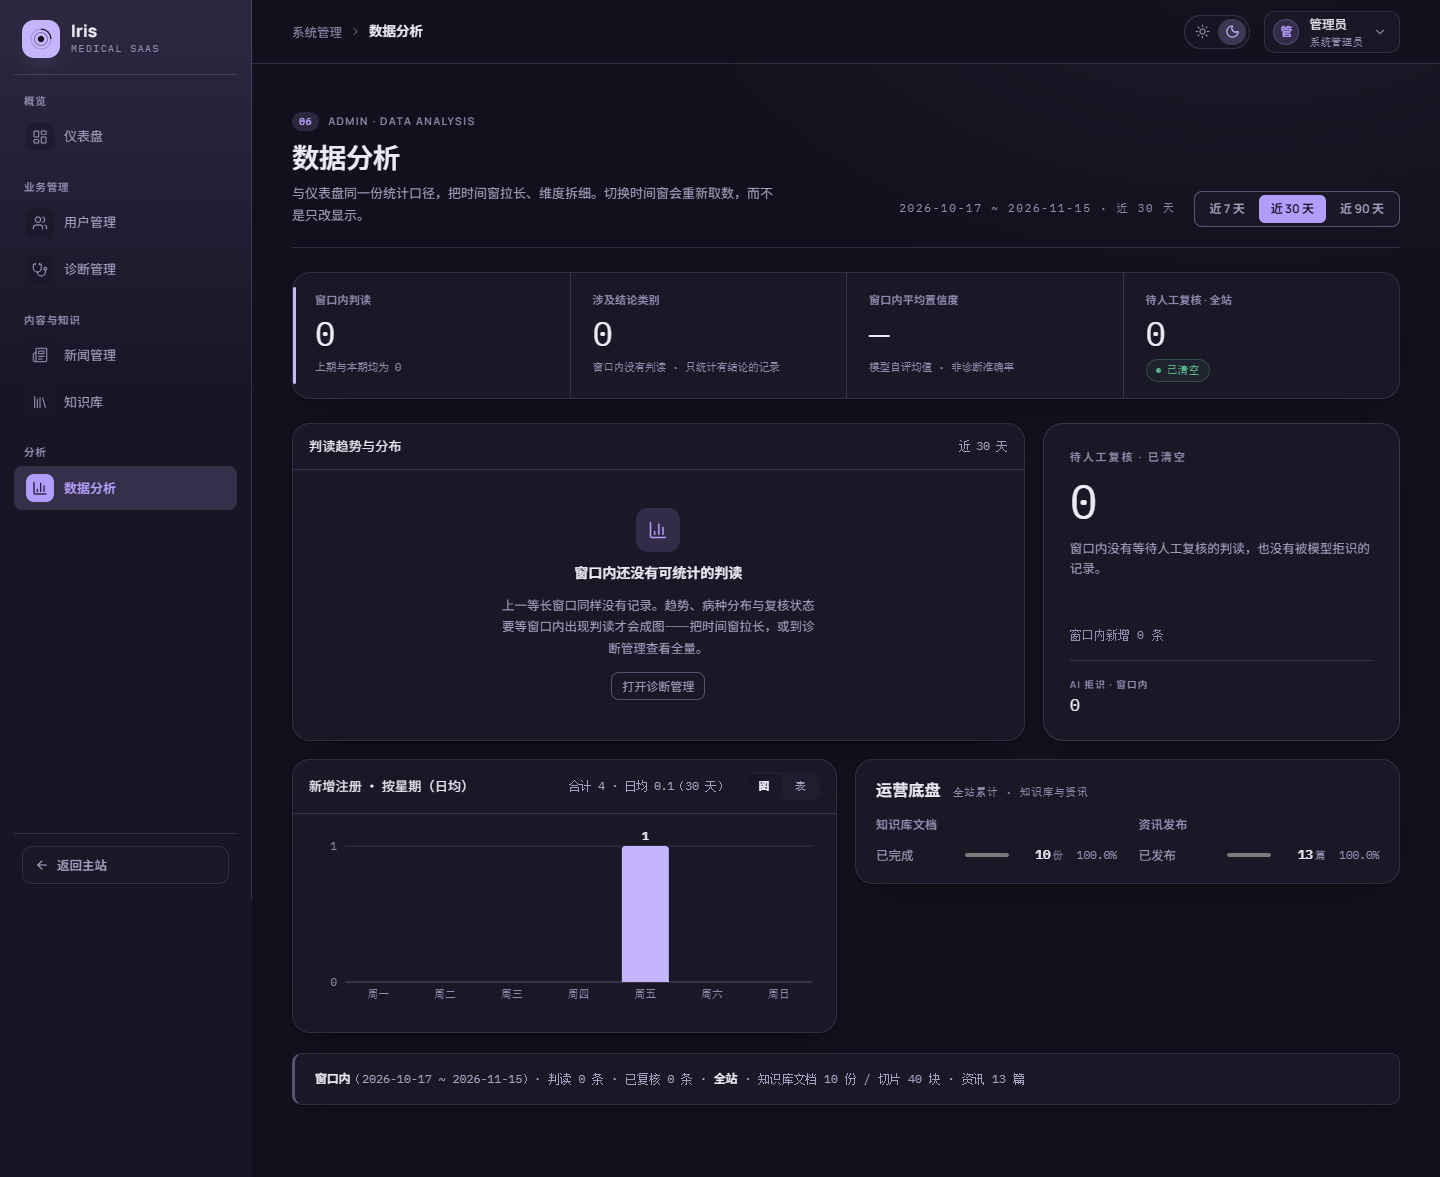 Iris
MEDICAL SAAS
概览
仪表盘
业务管理
用户管理
诊断管理
内容与知识
新闻管理
知识库
分析
数据分析
返回主站
系统管理
数据分析
管
管理员
系统管理员
06 ADMIN · DATA ANALYSIS
数据分析
与仪表盘同一份统计口径，把时间窗拉长、维度拆细。切换时间窗会重新取数，而不
是只改显示。
2026-10-17 ~ 2026-11-15 · 近 30 天
近 7 天 近 30 天 近 90 天
窗口内判读
0
上期与本期均为 0
涉及结论类别
0
窗口内没有判读 · 只统计有结论的记录
窗口内平均置信度
—
模型自评均值 · 非诊断准确率
待人工复核 · 全站
0
已清空
判读趋势与分布 近 30 天
窗口内还没有可统计的判读
上一等长窗口同样没有记录。趋势、病种分布与复核状态
要等窗口内出现判读才会成图——把时间窗拉长，或到诊
断管理查看全量。
打开诊断管理
待人工复核 · 已清空
0
窗口内没有等待人工复核的判读，也没有被模型拒识的
记录。
窗口内新增 0 条
AI 拒识 · 窗口内
0
新增注册 · 按星期（日均） 合计 4 · 日均 0.1（30 天） 图 表
1
1
0
周一 周二 周三 周四 周五 周六 周日
运营底盘 全站累计 · 知识库与资讯
知识库文档
已完成 10份 100.0%
资讯发布
已发布 13篇 100.0%
窗口内（2026-10-17 ~ 2026-11-15）· 判读 0 条 · 已复核 0 条 · 全站 · 知识库文档 10 份 / 切片 40 块 · 资讯 13 篇